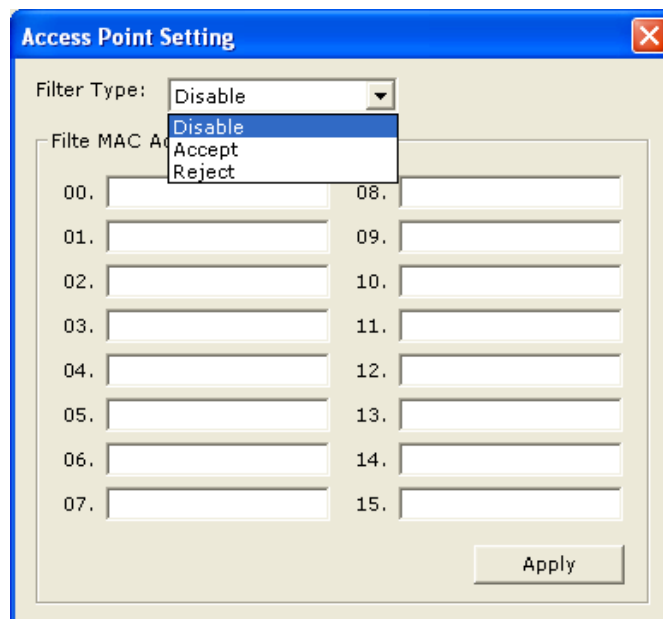 Access Point Setting
Filter Type: Disable
Disable
Accept
Reject
Filte MAC
00. 08.
01. 09.
02. 10.
03. 11.
04. 12.
05. 13.
06. 14.
07. 15.
Apply